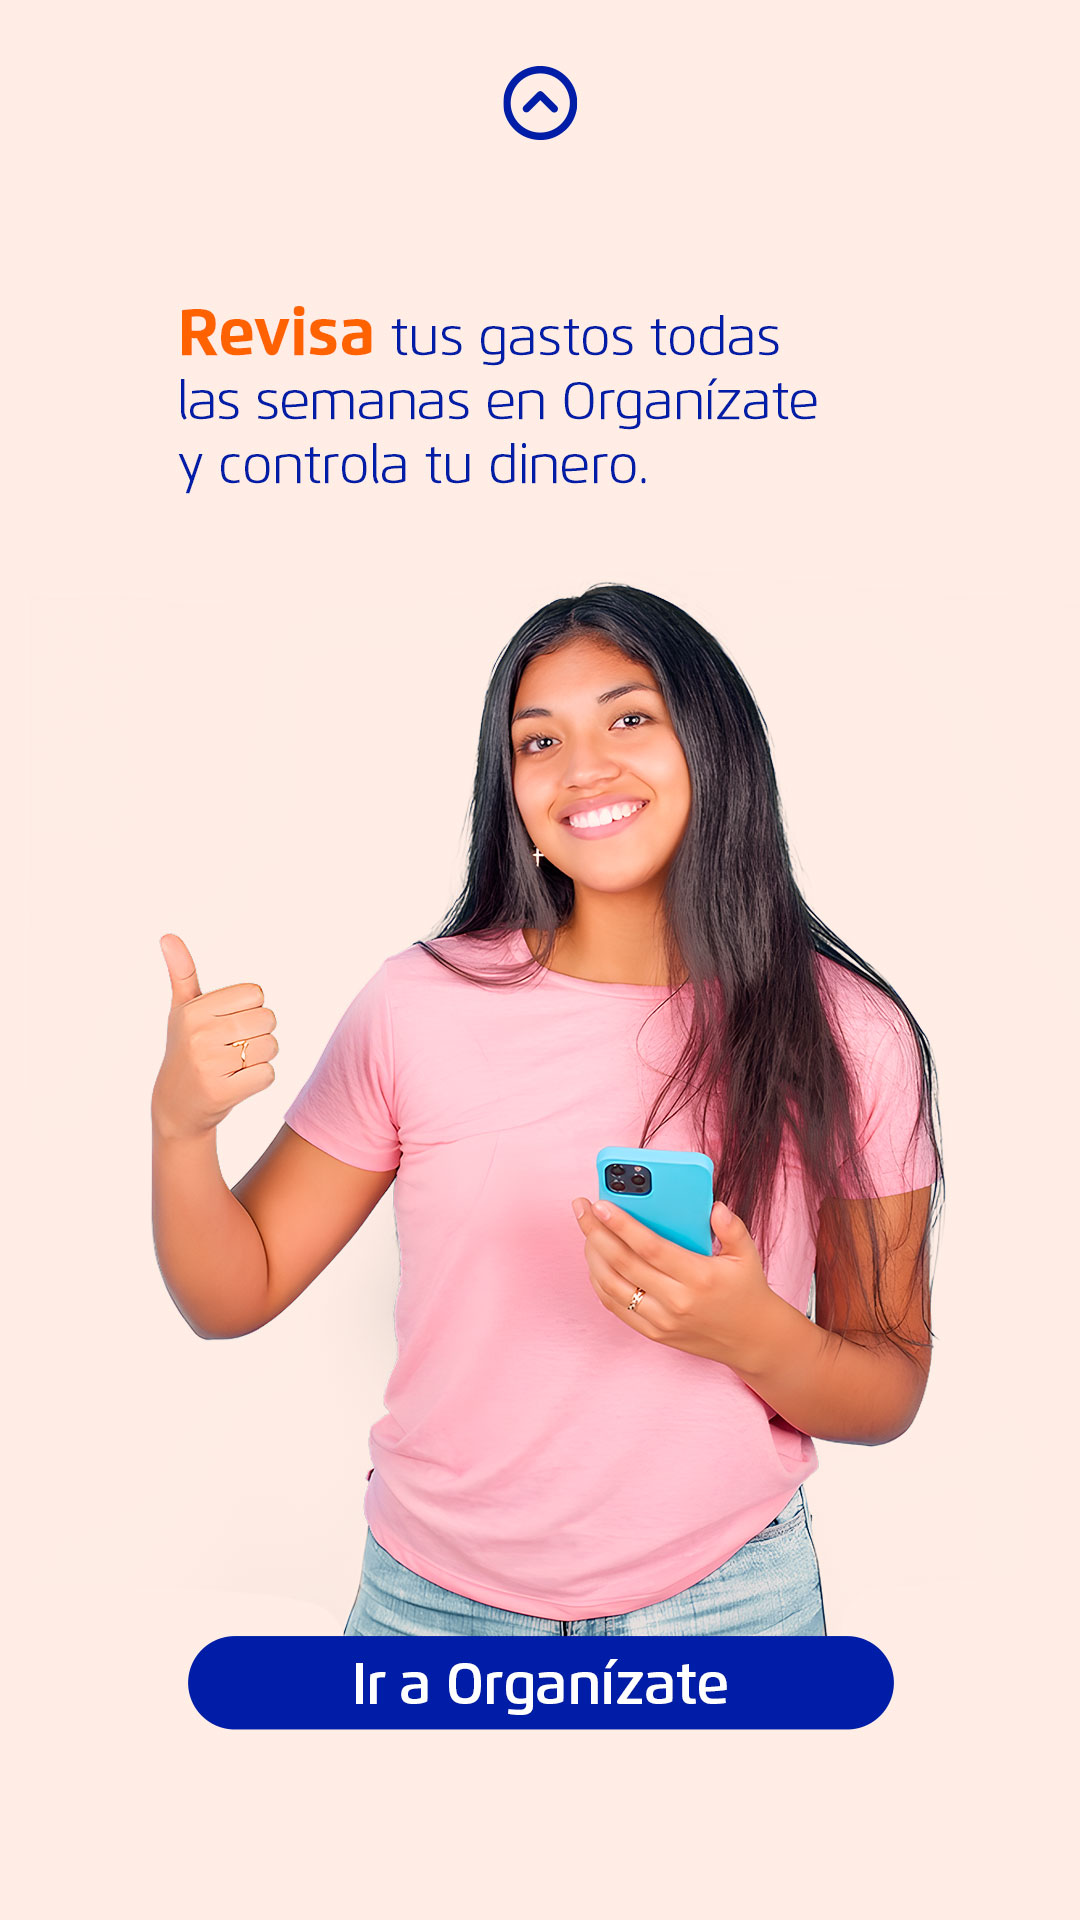 Revisa tus gastos todas
las semanas en Organízate
y controla tu dinero.
Ir a Organízate